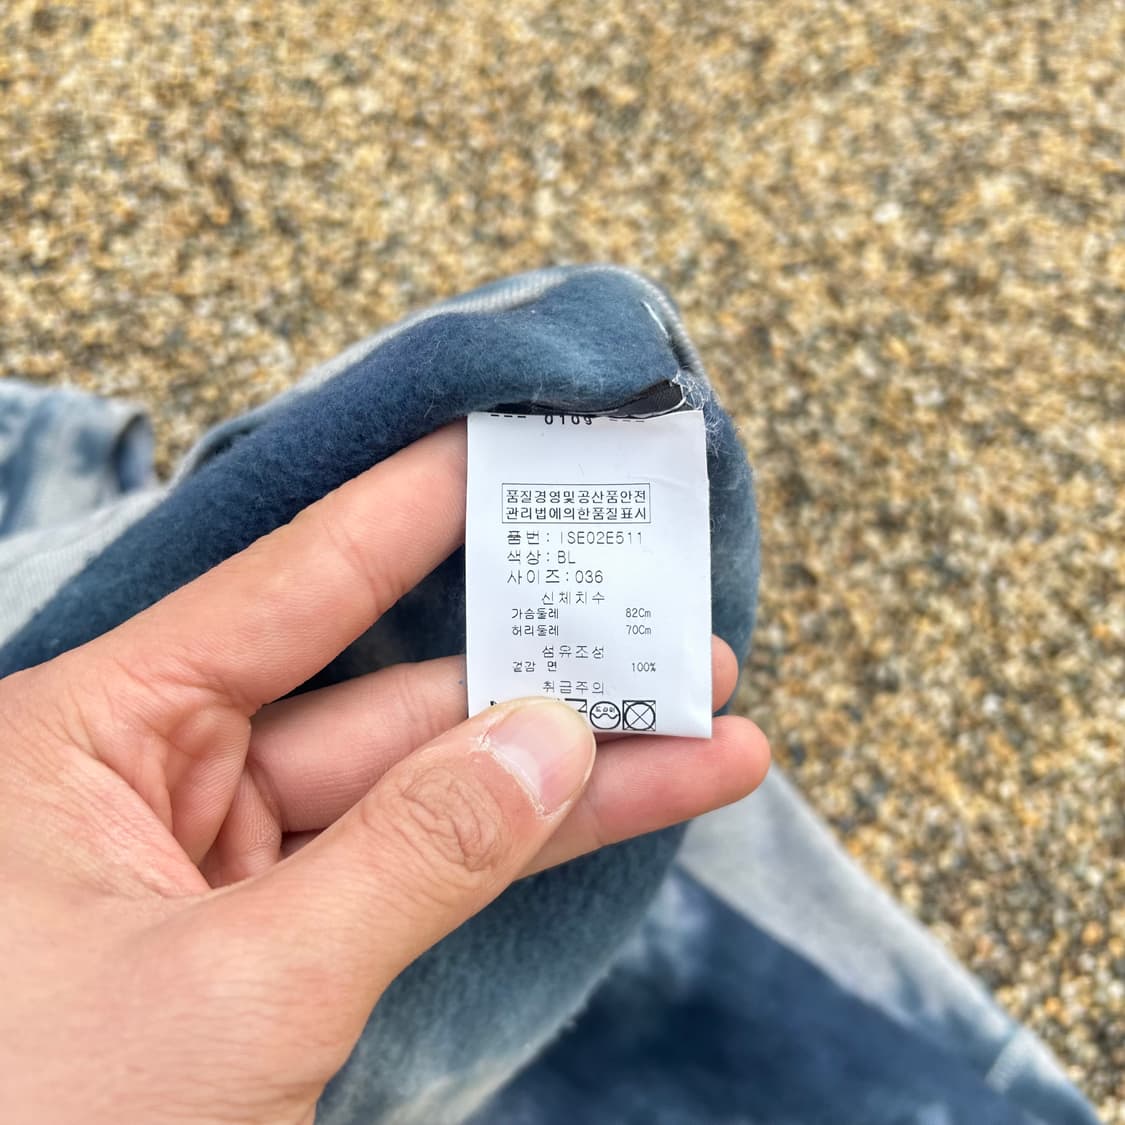 품질경영및공산품안전
관리법에의한품질표시
품번: ISE02E511
색상: BL
사이즈: 036
신체치수
가슴둘레 82Cm
허리둘레 70Cm
섬유조성
겉감 면 100%
취급주의